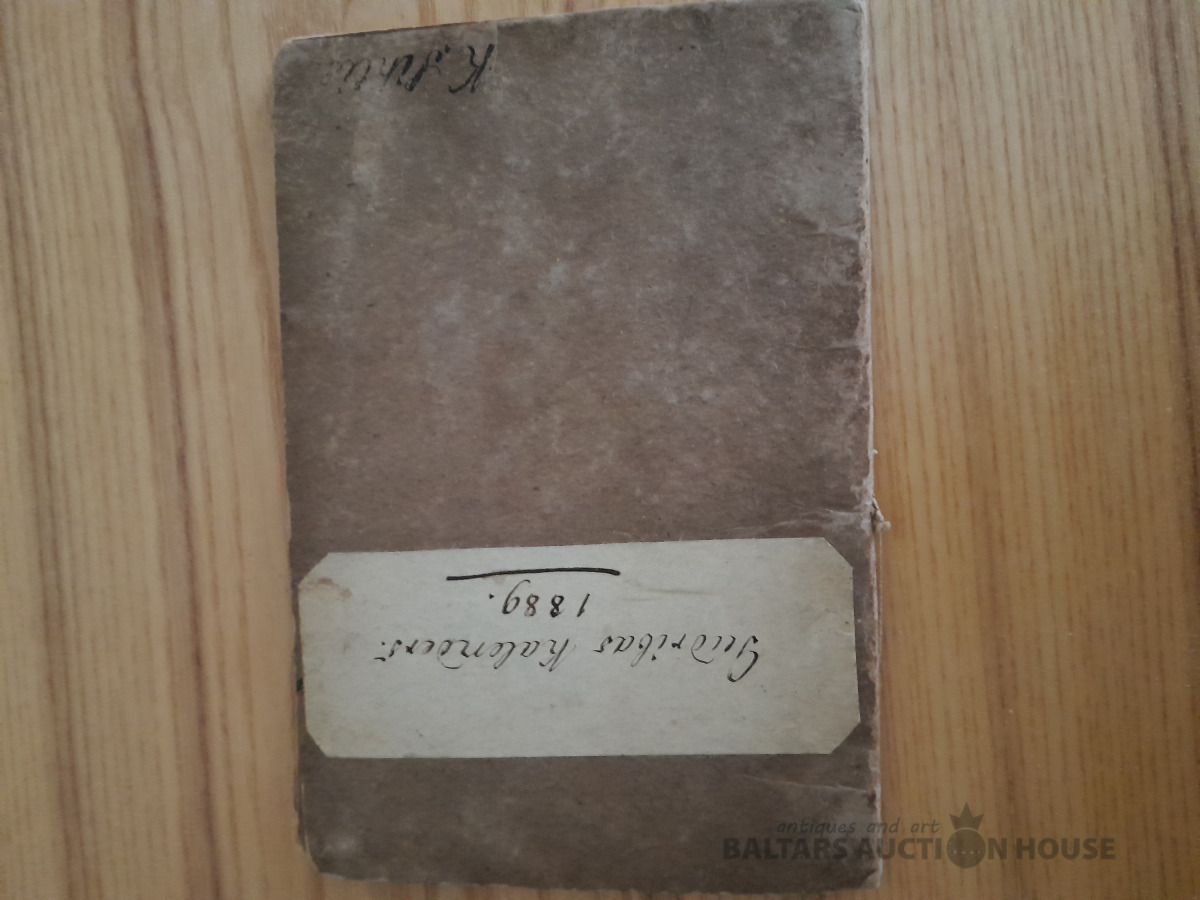 Gudribas Kalenders.
1889.
K.
antiques and art
BALTARS AUCTION HOUSE